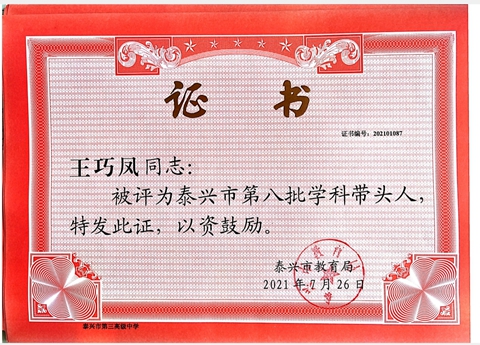 证书
证书编号：202101087
王巧凤同志：
被评为泰兴市第八批学科带头人，
特发此证，以资鼓励。
泰兴市教育局
2021年7月26日
泰兴市第三高级中学